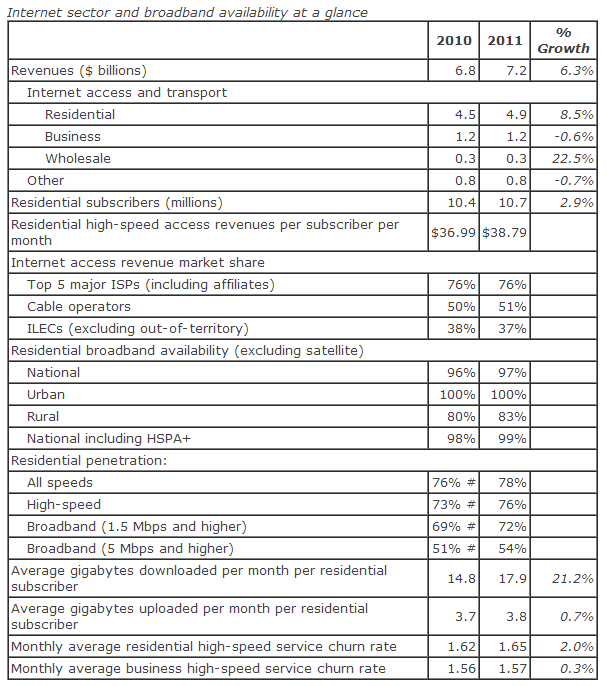 Internet sector and broadband availability at a glance
2010 2011 % Growth
Revenues ($ billions) 6.8 7.2 6.3%
Internet access and transport
Residential 4.5 4.9 8.5%
Business 1.2 1.2 -0.6%
Wholesale 0.3 0.3 22.5%
Other 0.8 0.8 -0.7%
Residential subscribers (millions) 10.4 10.7 2.9%
Residential high-speed access revenues per subscriber per
month $36.99 $38.79
Internet access revenue market share
Top 5 major ISPs (including affiliates) 76% 76%
Cable operators 50% 51%
ILECs (excluding out-of-territory) 38% 37%
Residential broadband availability (excluding satellite)
National 96% 97%
Urban 100% 100%
Rural 80% 83%
National including HSPA+ 98% 99%
Residential penetration:
All speeds 76% # 78%
High-speed 73% # 76%
Broadband (1.5 Mbps and higher) 69% # 72%
Broadband (5 Mbps and higher) 51% # 54%
Average gigabytes downloaded per month per residential
subscriber 14.8 17.9 21.2%
Average gigabytes uploaded per month per residential
subscriber 3.7 3.8 0.7%
Monthly average residential high-speed service churn rate 1.62 1.65 2.0%
Monthly average business high-speed service churn rate 1.56 1.57 0.3%